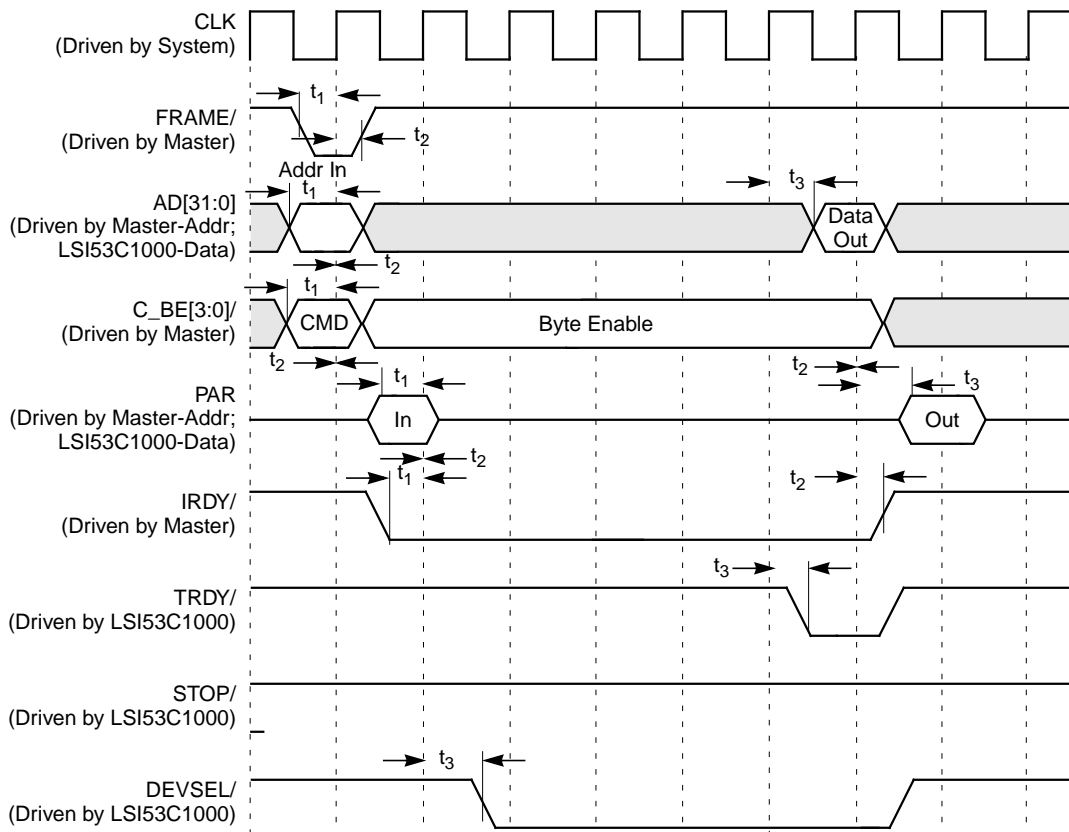 CLK
(Driven by System)
t1
FRAME/
(Driven by Master)
t2
Addr In
t1
t3
AD[31:0]
(Driven by Master-Addr;
LSI53C1000-Data)
Data
Out
t2
t1
C_BE[3:0]/
(Driven by Master)
CMD
Byte Enable
t2
t1
t2
t3
PAR
(Driven by Master-Addr;
LSI53C1000-Data)
In
Out
t2
t1
t2
IRDY/
(Driven by Master)
t3
TRDY/
(Driven by LSI53C1000)
STOP/
(Driven by LSI53C1000)
t3
DEVSEL/
(Driven by LSI53C1000)